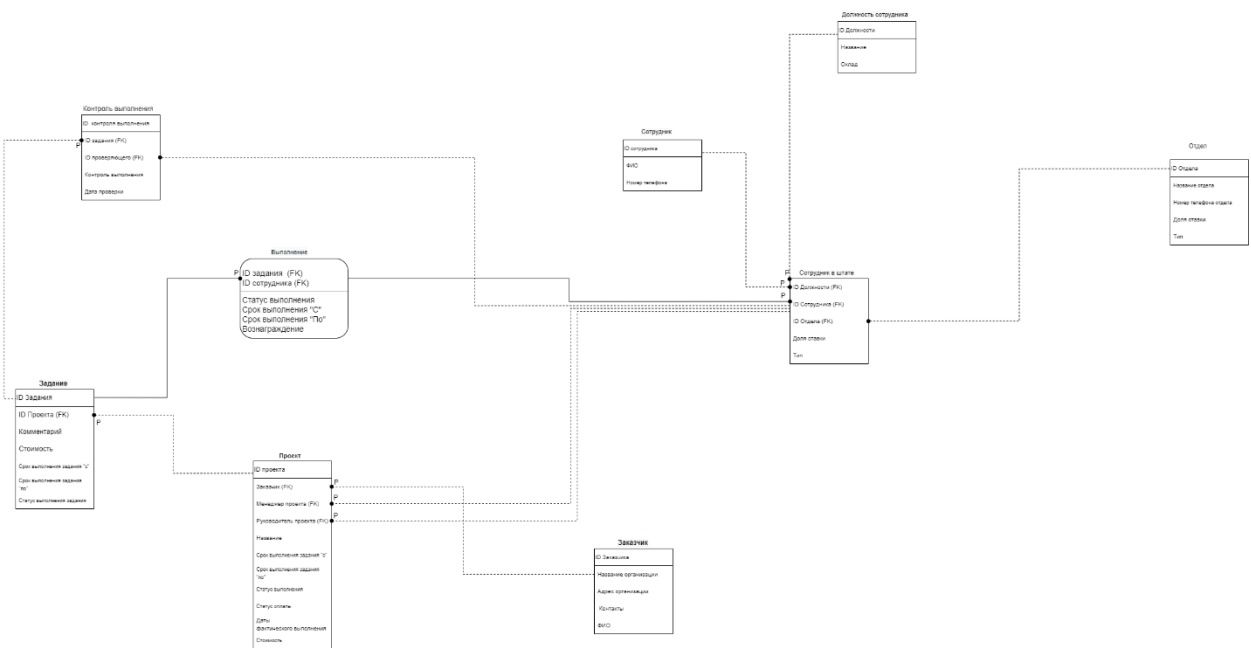 Должность сотрудника
ID Должности
Название
Оклад
Контроль выполнения
ID контроля выполнения
P
ID задания (FK)
ID проверяющего (FK)
Контроль выполнения
Дата проверки
Сотрудник
ID сотрудника
ФИО
Номер телефона
Отдел
ID Отдела
Название отдела
Номер телефона отдела
Доля ставки
Тип
Выполнение
P
ID задания (FK)
ID сотрудника (FK)
Статус выполнения
Срок выполнения "С"
Срок выполнения "По"
Вознаграждение
Сотрудник в штате
P
P
P
ID Должности (FK)
ID Сотрудника (FK)
ID Отдела (FK)
Доля ставки
Тип
Задание
ID Задания
ID Проекта (FK)
P
Комментарий
Стоимость
Срок выполнения задания "с"
Срок выполнения задания
"по"
Статус выполнения задания
Проект
ID проекта
P
Заказчик (FK)
P
Менеджер проекта (FK)
P
Руководитель проекта (FK)
Название
Срок выполнения задания "с"
Срок выполнения задания
"по"
Статус выполнения
Статус оплаты
Даты
фактического выполнения
Стоимость
Заказчик
ID Заказчика
Название организации
Адрес организации
Контакты
ФИО